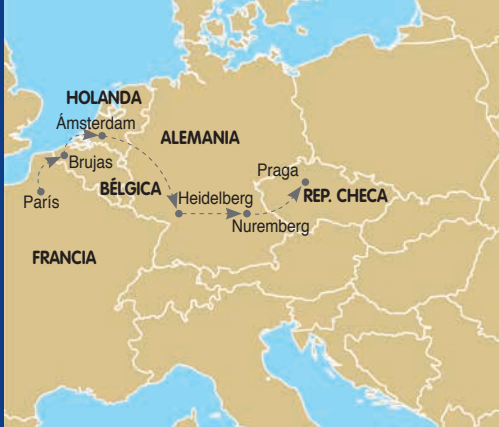 HOLANDA
Ámsterdam
ALEMANIA
Brujas
Praga
BÉLGICA
Heidelberg
REP. CHECA
París
Nuremberg
FRANCIA